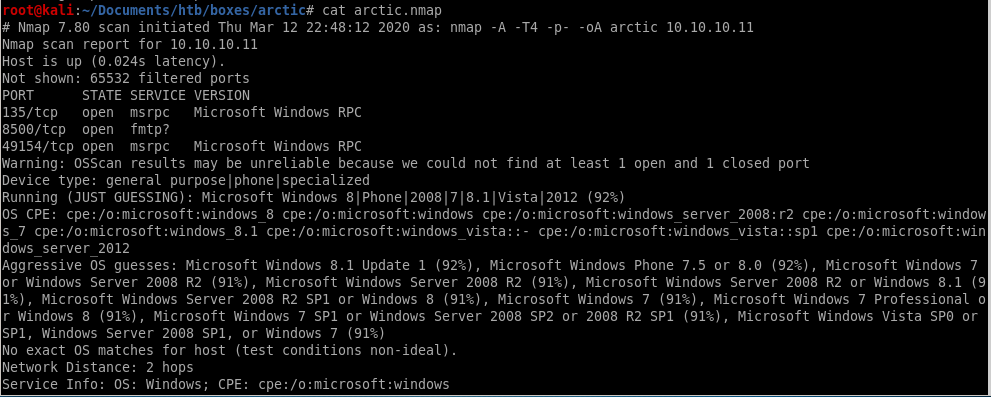 root@kali:~/Documents/htb/boxes/arctic# cat arctic.nmap
# Nmap 7.80 scan initiated Thu Mar 12 22:48:12 2020 as: nmap -A -T4 -p- -oA arctic 10.10.10.11
Nmap scan report for 10.10.10.11
Host is up (0.024s latency).
Not shown: 65532 filtered ports
PORT      STATE SERVICE VERSION
135/tcp   open  msrpc   Microsoft Windows RPC
8500/tcp  open  fmtp?
49154/tcp open  msrpc   Microsoft Windows RPC
Warning: OSScan results may be unreliable because we could not find at least 1 open and 1 closed port
Device type: general purpose|phone|specialized
Running (JUST GUESSING): Microsoft Windows 8|Phone|2008|7|8.1|Vista|2012 (92%)
OS CPE: cpe:/o:microsoft:windows_8 cpe:/o:microsoft:windows cpe:/o:microsoft:windows_server_2008:r2 cpe:/o:microsoft:window
s_7 cpe:/o:microsoft:windows_8.1 cpe:/o:microsoft:windows_vista::- cpe:/o:microsoft:windows_vista::sp1 cpe:/o:microsoft:win
dows_server_2012
Aggressive OS guesses: Microsoft Windows 8.1 Update 1 (92%), Microsoft Windows Phone 7.5 or 8.0 (92%), Microsoft Windows 7
or Windows Server 2008 R2 (91%), Microsoft Windows Server 2008 R2 (91%), Microsoft Windows Server 2008 R2 or Windows 8.1 (9
1%), Microsoft Windows Server 2008 R2 SP1 or Windows 8 (91%), Microsoft Windows 7 (91%), Microsoft Windows 7 Professional o
r Windows 8 (91%), Microsoft Windows 7 SP1 or Windows Server 2008 SP2 or 2008 R2 SP1 (91%), Microsoft Windows Vista SP0 or
SP1, Windows Server 2008 SP1, or Windows 7 (91%)
No exact OS matches for host (test conditions non-ideal).
Network Distance: 2 hops
Service Info: OS: Windows; CPE: cpe:/o:microsoft:windows